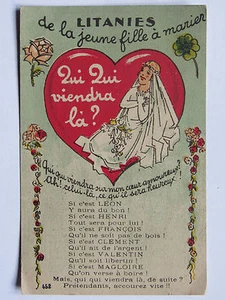 LITANIES
de la jeune fille à marier
Qui Qui
viendra
là?
Qui qui viendra sur mon cœur amoureux?
Ah! celui-là, ce qu'il sera heureux!
Si c'est LÉON
Y aura du bon!
Si c'est HENRI
Tout sera pour lui!
Si c'est FRANÇOIS
Qu'il ne soit pas de bois!
Si c'est CLÉMENT
Qu'il ait de l'argent!
Si c'est VALENTIN
Qu'il soit libertin!
Si c'est MAGLOIRE
Qu'on verse à boire!
Mais, qui qui viendra là, de suite?
Prétendants, accourez vite!!